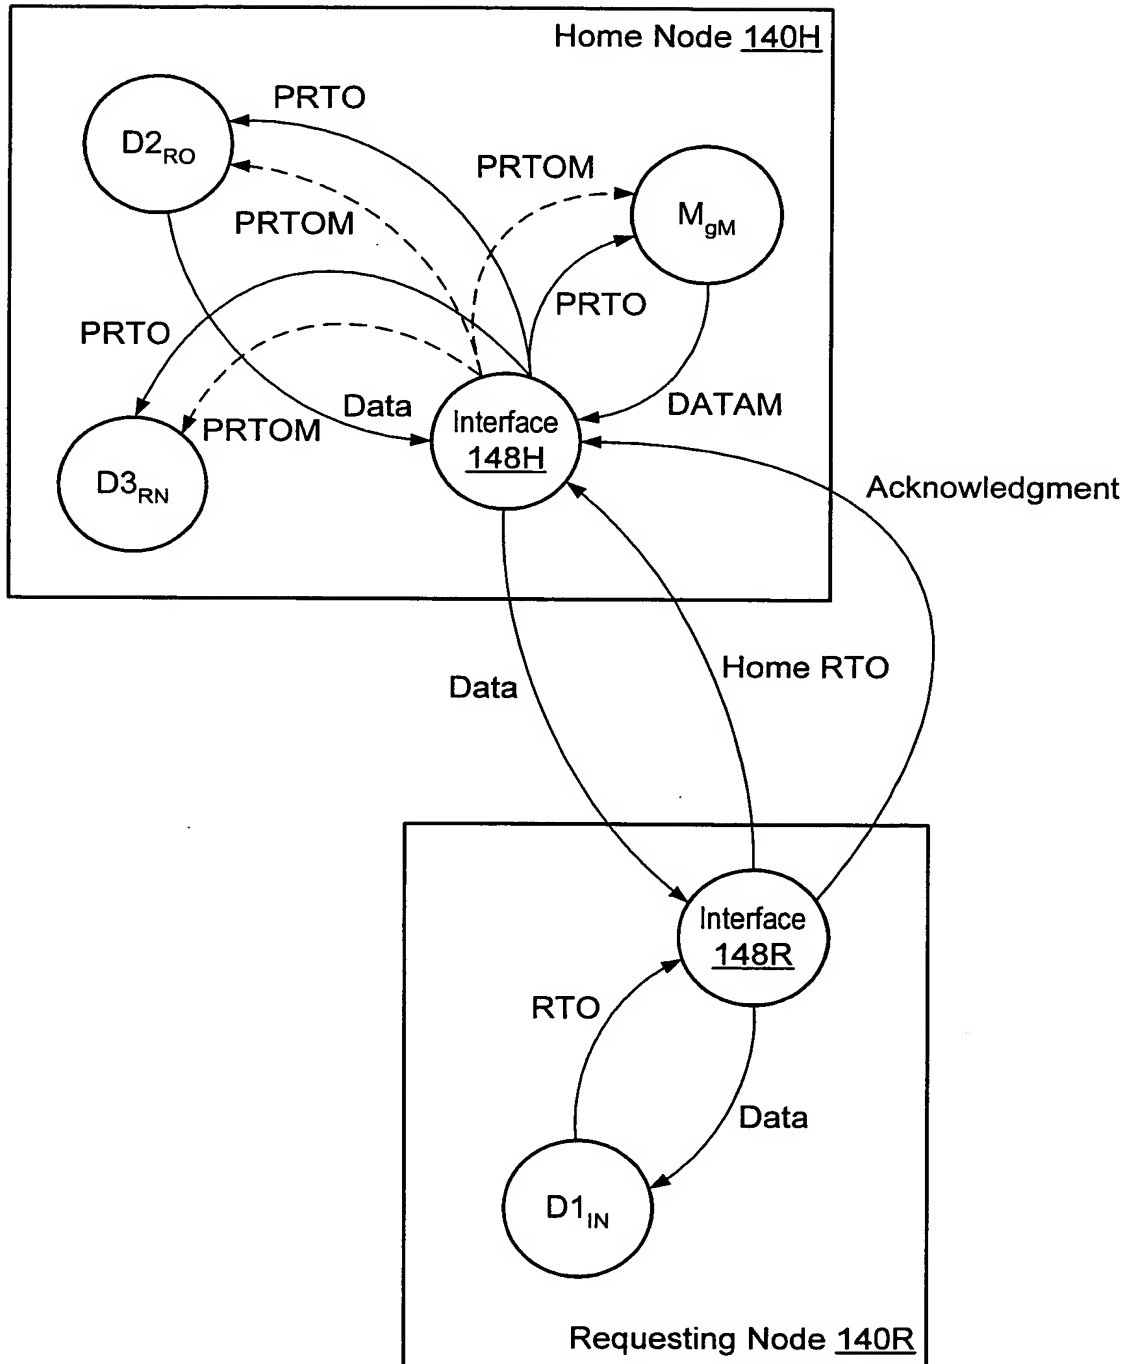 Home Node 140H
PRTO
D2RO
PRTOM
MgM
PRTOM
PRTO
PRTO
Data
DATAM
Interface
148H
PRTOM
D3RN
Acknowledgment
Home RTO
Data
Interface
148R
RTO
Data
D1IN
Requesting Node 140R